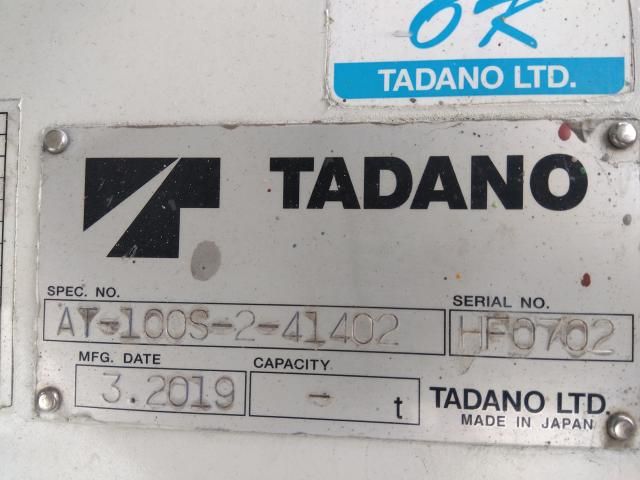 OK
TADANO LTD.
TADANO
SPEC. NO.
AT-100S-2-41402
SERIAL NO.
HF0702
MFG. DATE
3.2019
CAPACITY
- t
TADANO LTD.
MADE IN JAPAN